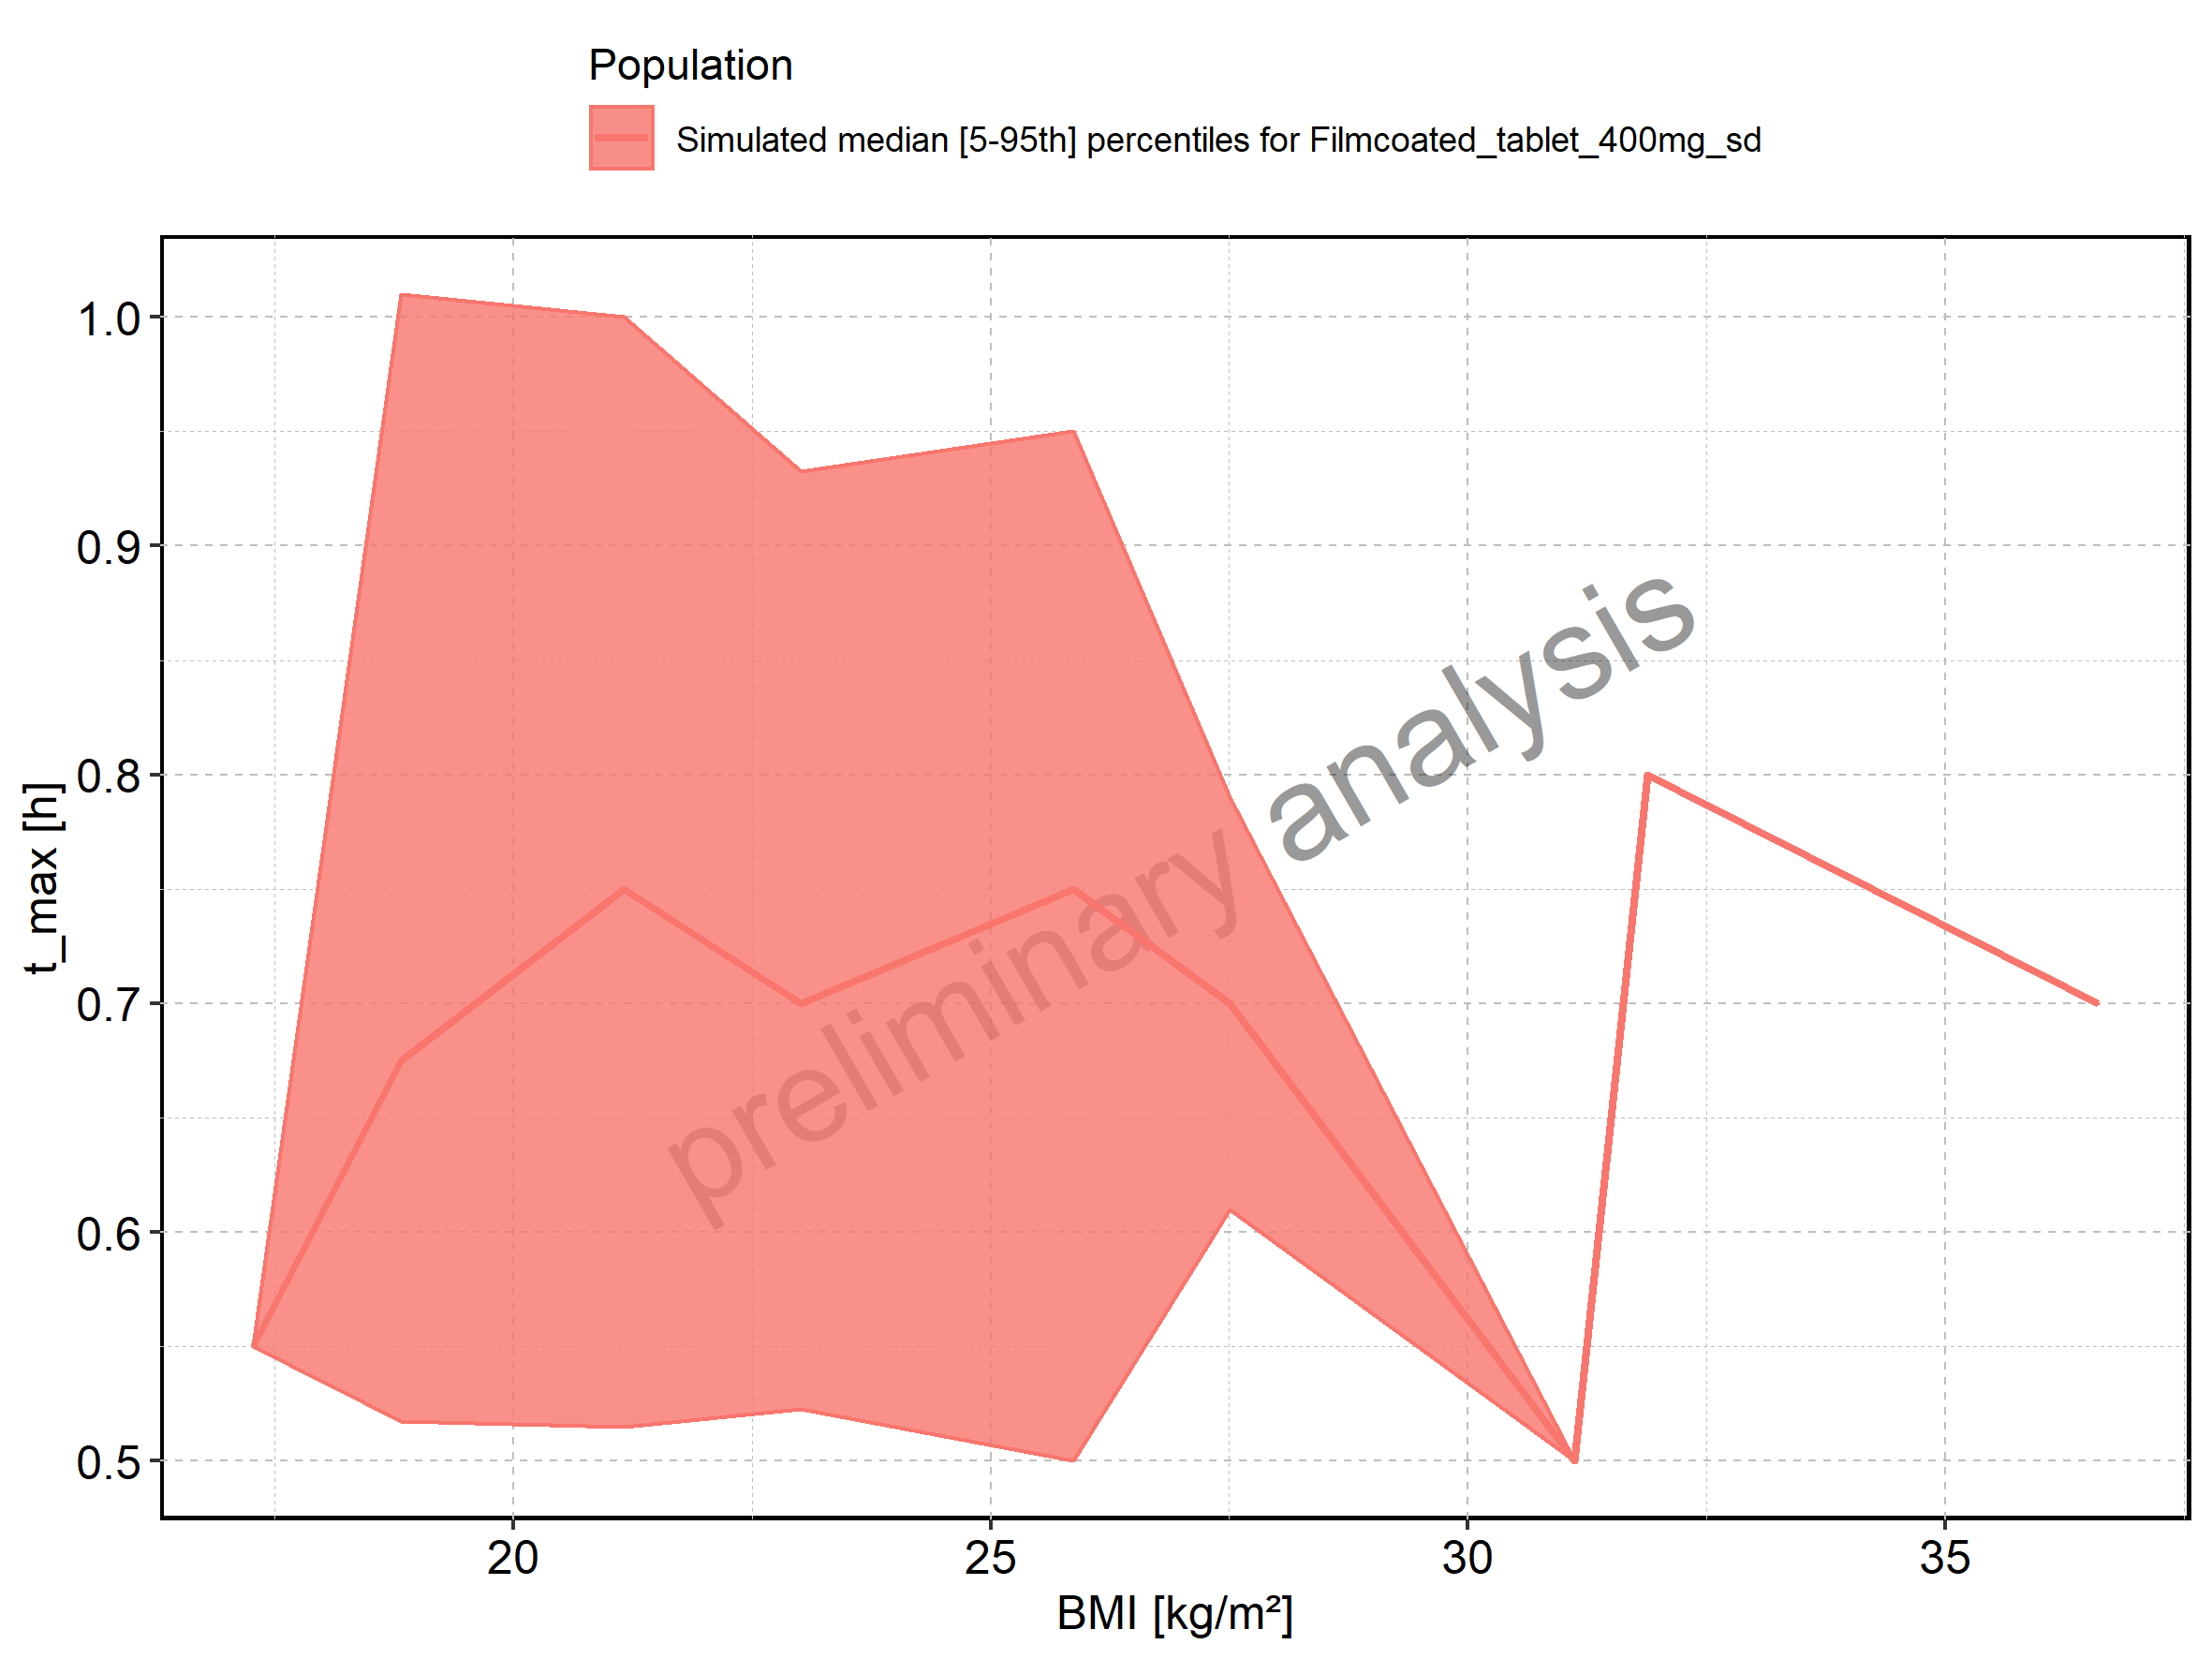 Population
Simulated median [5-95th] percentiles for Filmcoated_tablet_400mg_sd
1.0
0.9
0.8
0.7
0.6
0.5
t_max [h]
preliminary analysis
20 25 30 35
BMI [kg/m²]